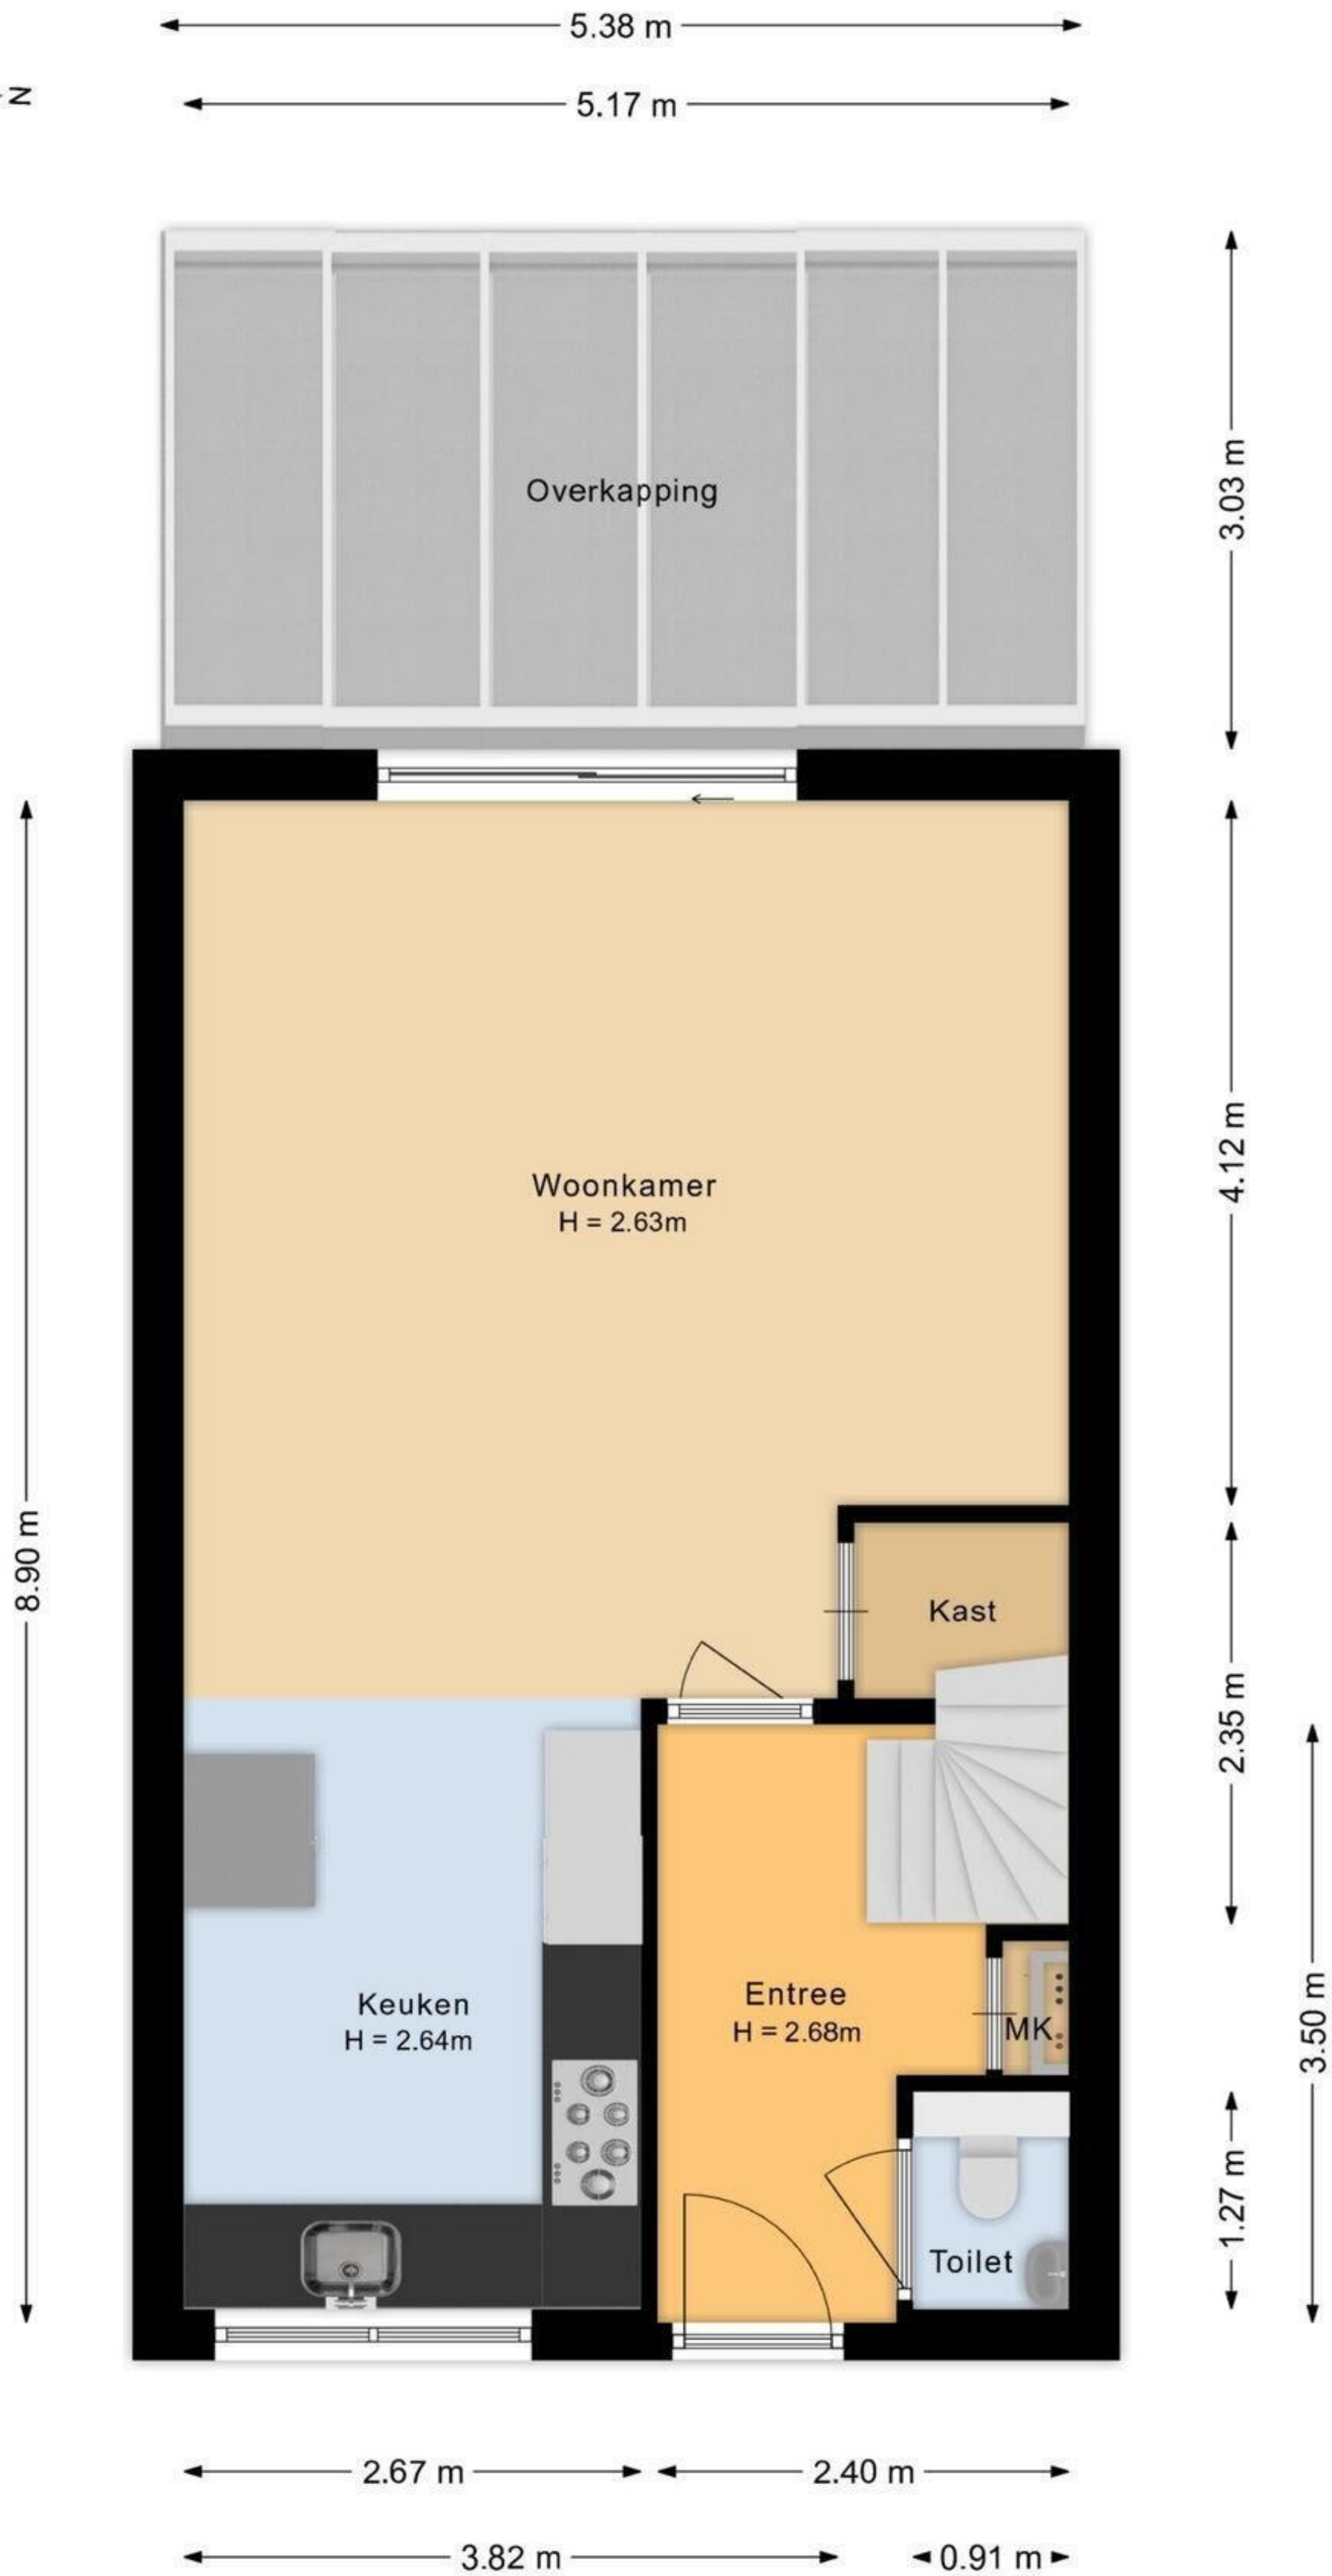 5.38 m
N
5.17 m
3.03 m
Overkapping
4.12 m
Woonkamer
H = 2.63m
8.90 m
Kast
2.35 m
Entree
H = 2.68m
Keuken
H = 2.64m
MK
3.50 m
1.27 m
Toilet
2.67 m
2.40 m
3.82 m
0.91 m